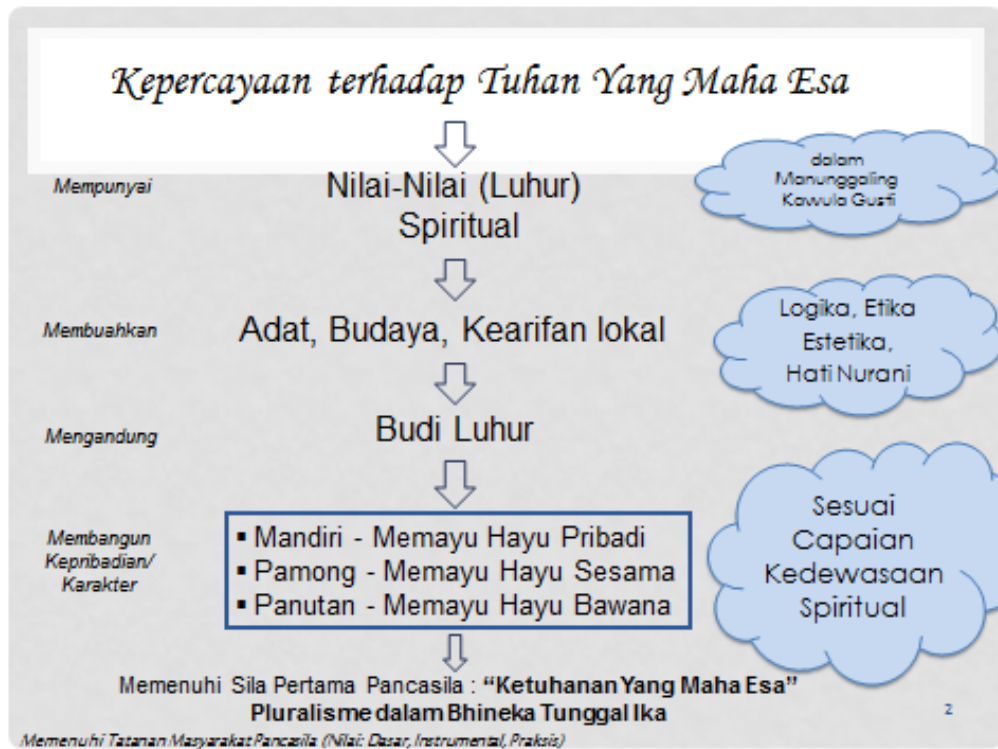 Kepercayaan terhadap Tuhan Yang Maha Esa
Mempunyai
Nilai-Nilai (Luhur)
Spiritual
dalam
Manunggaling
Kawula Gusti
Membuahkan
Adat, Budaya, Kearifan lokal
Logika, Etika
Estetika,
Hati Nurani
Mengandung
Budi Luhur
Membangun
Kepribadian/
Karakter
▪ Mandiri - Memayu Hayu Pribadi
▪ Pamong - Memayu Hayu Sesama
▪ Panutan - Memayu Hayu Bawana
Sesuai
Capaian
Kedewasaan
Spiritual
Memenuhi Sila Pertama Pancasila : “Ketuhanan Yang Maha Esa”
Pluralisme dalam Bhineka Tunggal Ika
2
Memenuhi Tatanan Masyarakat Pancasila (Nilai: Dasar, Instrumental, Praksis)